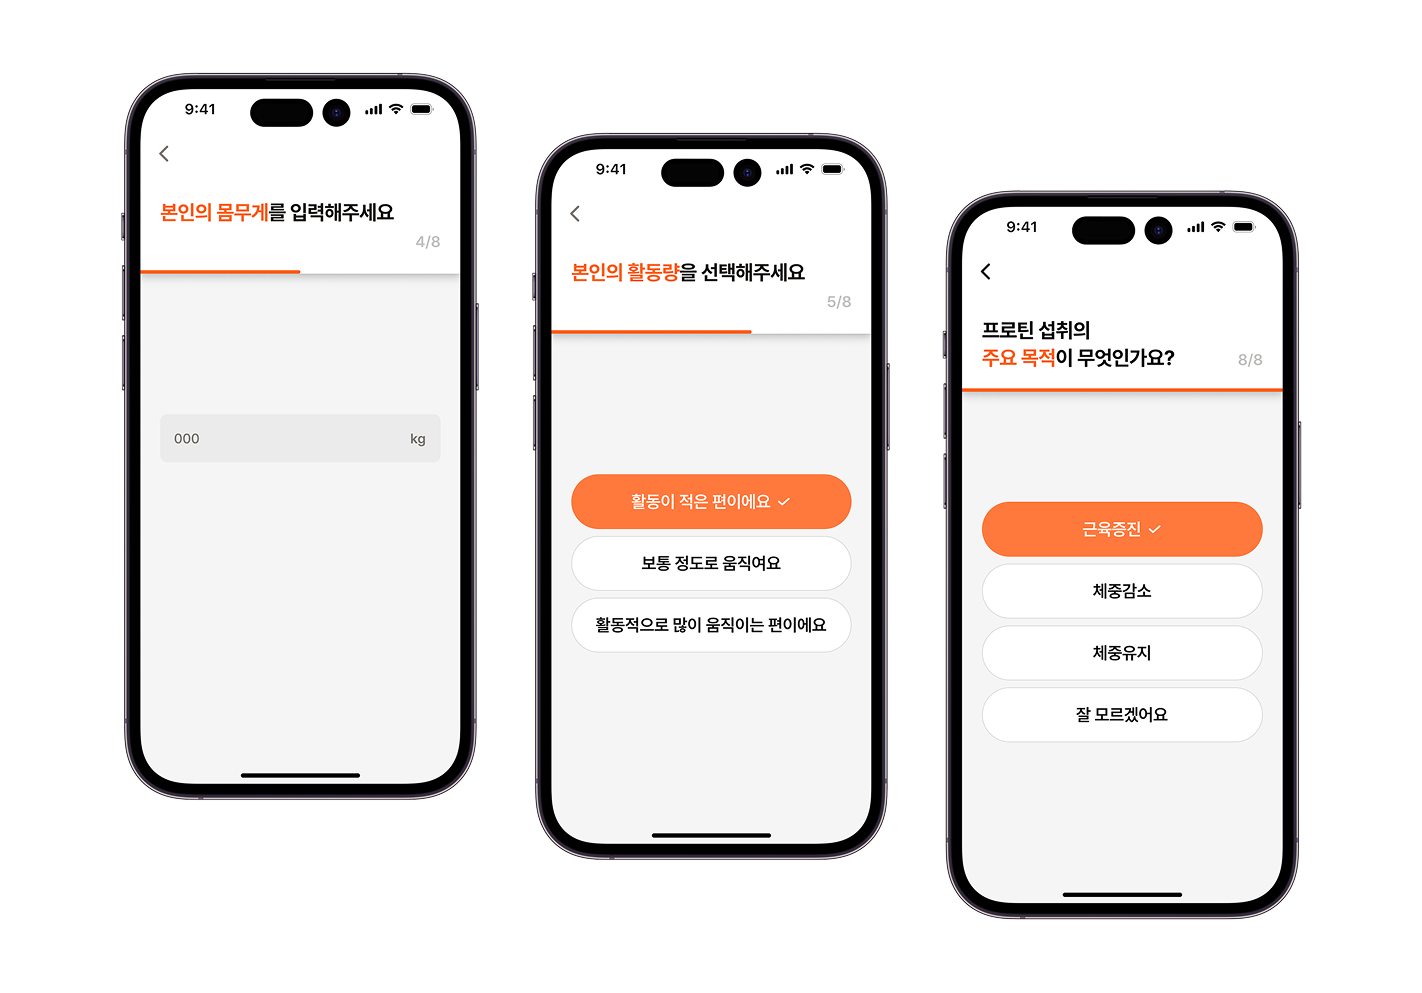 9:41
본인의 몸무게를 입력해주세요
4/8
000 kg
9:41
본인의 활동량을 선택해주세요
5/8
활동이 적은 편이에요
보통 정도로 움직여요
활동적으로 많이 움직이는 편이에요
9:41
프로틴 섭취의
주요 목적이 무엇인가요? 8/8
근육증진
체중감소
체중유지
잘 모르겠어요